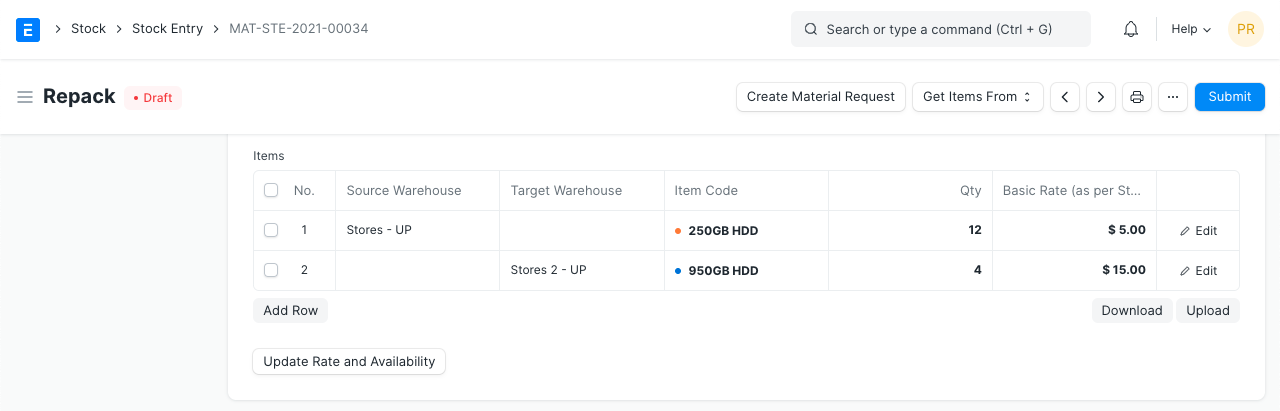 E Stock Stock Entry MAT-STE-2021-00034 Search or type a command (Ctrl + G) Help PR
Repack Draft Create Material Request Get Items From ... Submit
Items
No. Source Warehouse Target Warehouse Item Code Qty Basic Rate (as per St...
1 Stores - UP 250GB HDD 12 $ 5.00 Edit
2 Stores 2 - UP 950GB HDD 4 $ 15.00 Edit
Add Row Download Upload
Update Rate and Availability